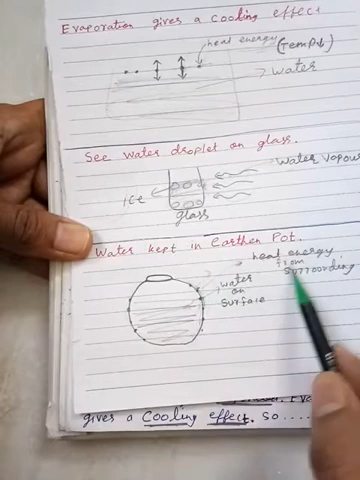 Evaporation gives a cooling effect
heat energy
(Temp↓)
Water
See water droplet on glass.
Water vapour
Ice
glass
Water kept in Earthen Pot.
heat energy
from
Surrounding
water
on
surface
gives a cooling effect. So....